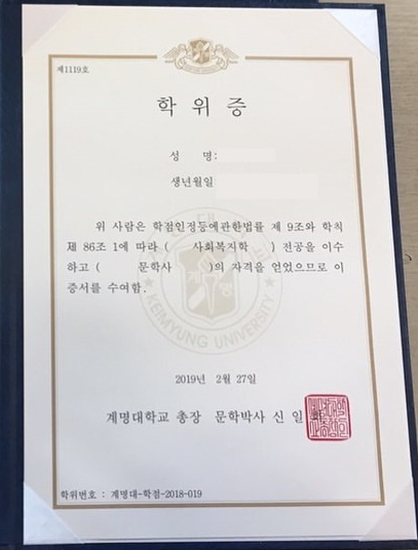 제1119호
학위증
성 명:
생년월일
위 사람은 학점인정등에관한법률 제 9조와 학칙
제 86조 1에 따라 ( 사회복지학 ) 전공을 이수
하고 ( 문학사 )의 자격을 얻었으므로 이
증서를 수여함.
KEIMYUNG UNIVERSITY
2019년 2월 27일
계명대학교 총장 문학박사 신 일 희
학위번호 : 계명대-학점-2018-019